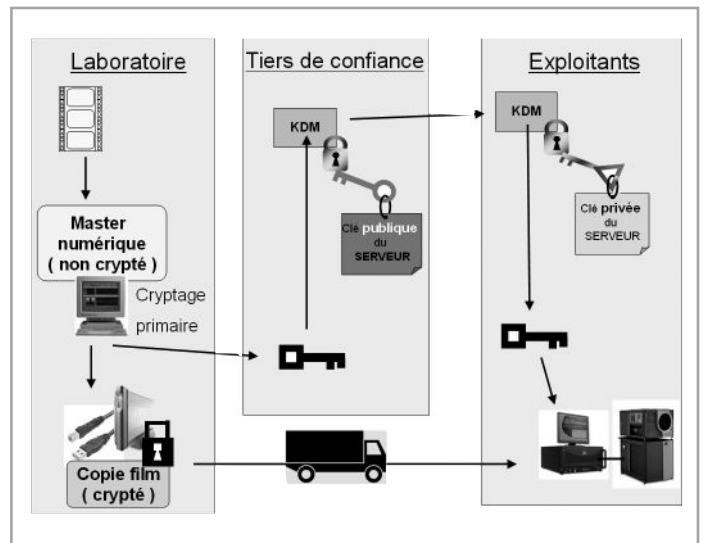 Laboratoire
Master
numérique
( non crypté )
Cryptage
primaire
Copie film
( crypté )
Tiers de confiance
KDM
Clé publique
du
SERVEUR
Exploitants
KDM
Clé privée
du
SERVEUR